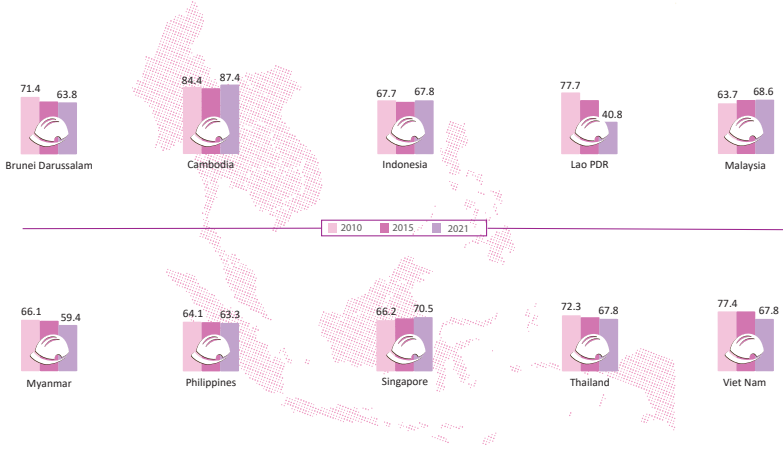 71.4 63.8
Brunei Darussalam
84.4 87.4
Cambodia
67.7 67.8
Indonesia
77.7 40.8
Lao PDR
63.7 68.6
Malaysia
2010 2015 2021
66.1 59.4
Myanmar
64.1 63.3
Philippines
66.2 70.5
Singapore
72.3 67.8
Thailand
77.4 67.8
Viet Nam